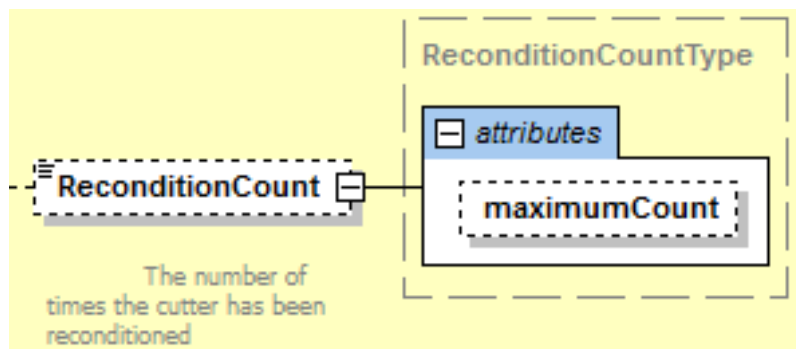 ReconditionCountType
attributes
ReconditionCount
maximumCount
The number of
times the cutter has been
reconditioned